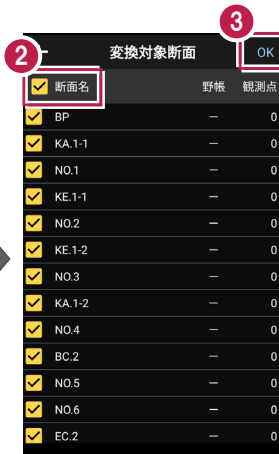 3
2
変換対象断面 OK
断面名 野帳 観測点
BP － 0
KA.1-1 － 0
NO.1 － 0
KE.1-1 － 0
NO.2 － 0
KE.1-2 － 0
NO.3 － 0
KA.1-2 － 0
NO.4 － 0
BC.2 － 0
NO.5 － 0
NO.6 － 0
EC.2 － 0